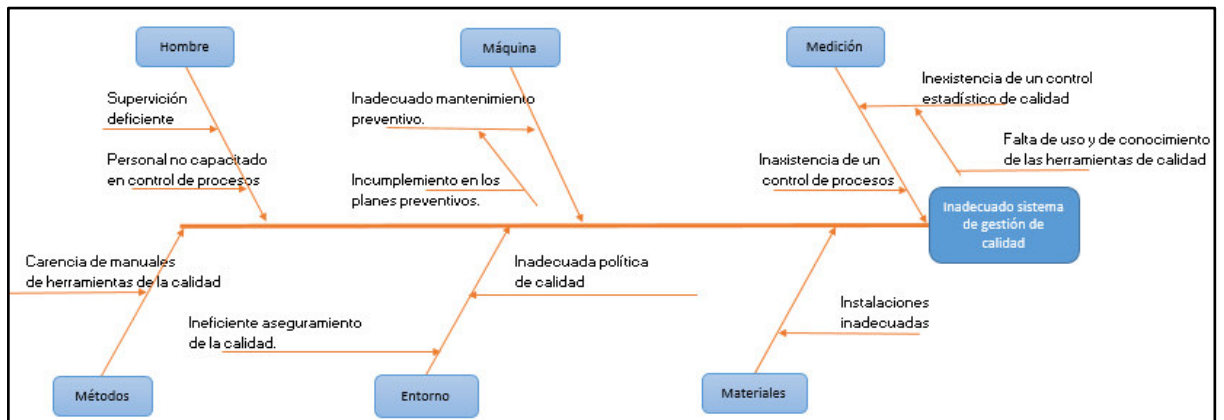 Hombre
Máquina
Medición
Supervición
deficiente
Inadecuado mantenimiento
preventivo.
Inexistencia de un control
estadístico de calidad
Personal no capacitado
en control de procesos
Incumplemiento en los
planes preventivos.
Inaxistencia de un
control de procesos
Falta de uso y de conocimiento
de las herramientas de calidad
Inadecuado sistema
de gestión de
calidad
Carencia de manuales
de herramientas de la calidad
Inadecuada política
de calidad
Ineficiente aseguramiento
de la calidad.
Instalaciones
inadecuadas
Métodos
Entorno
Materiales